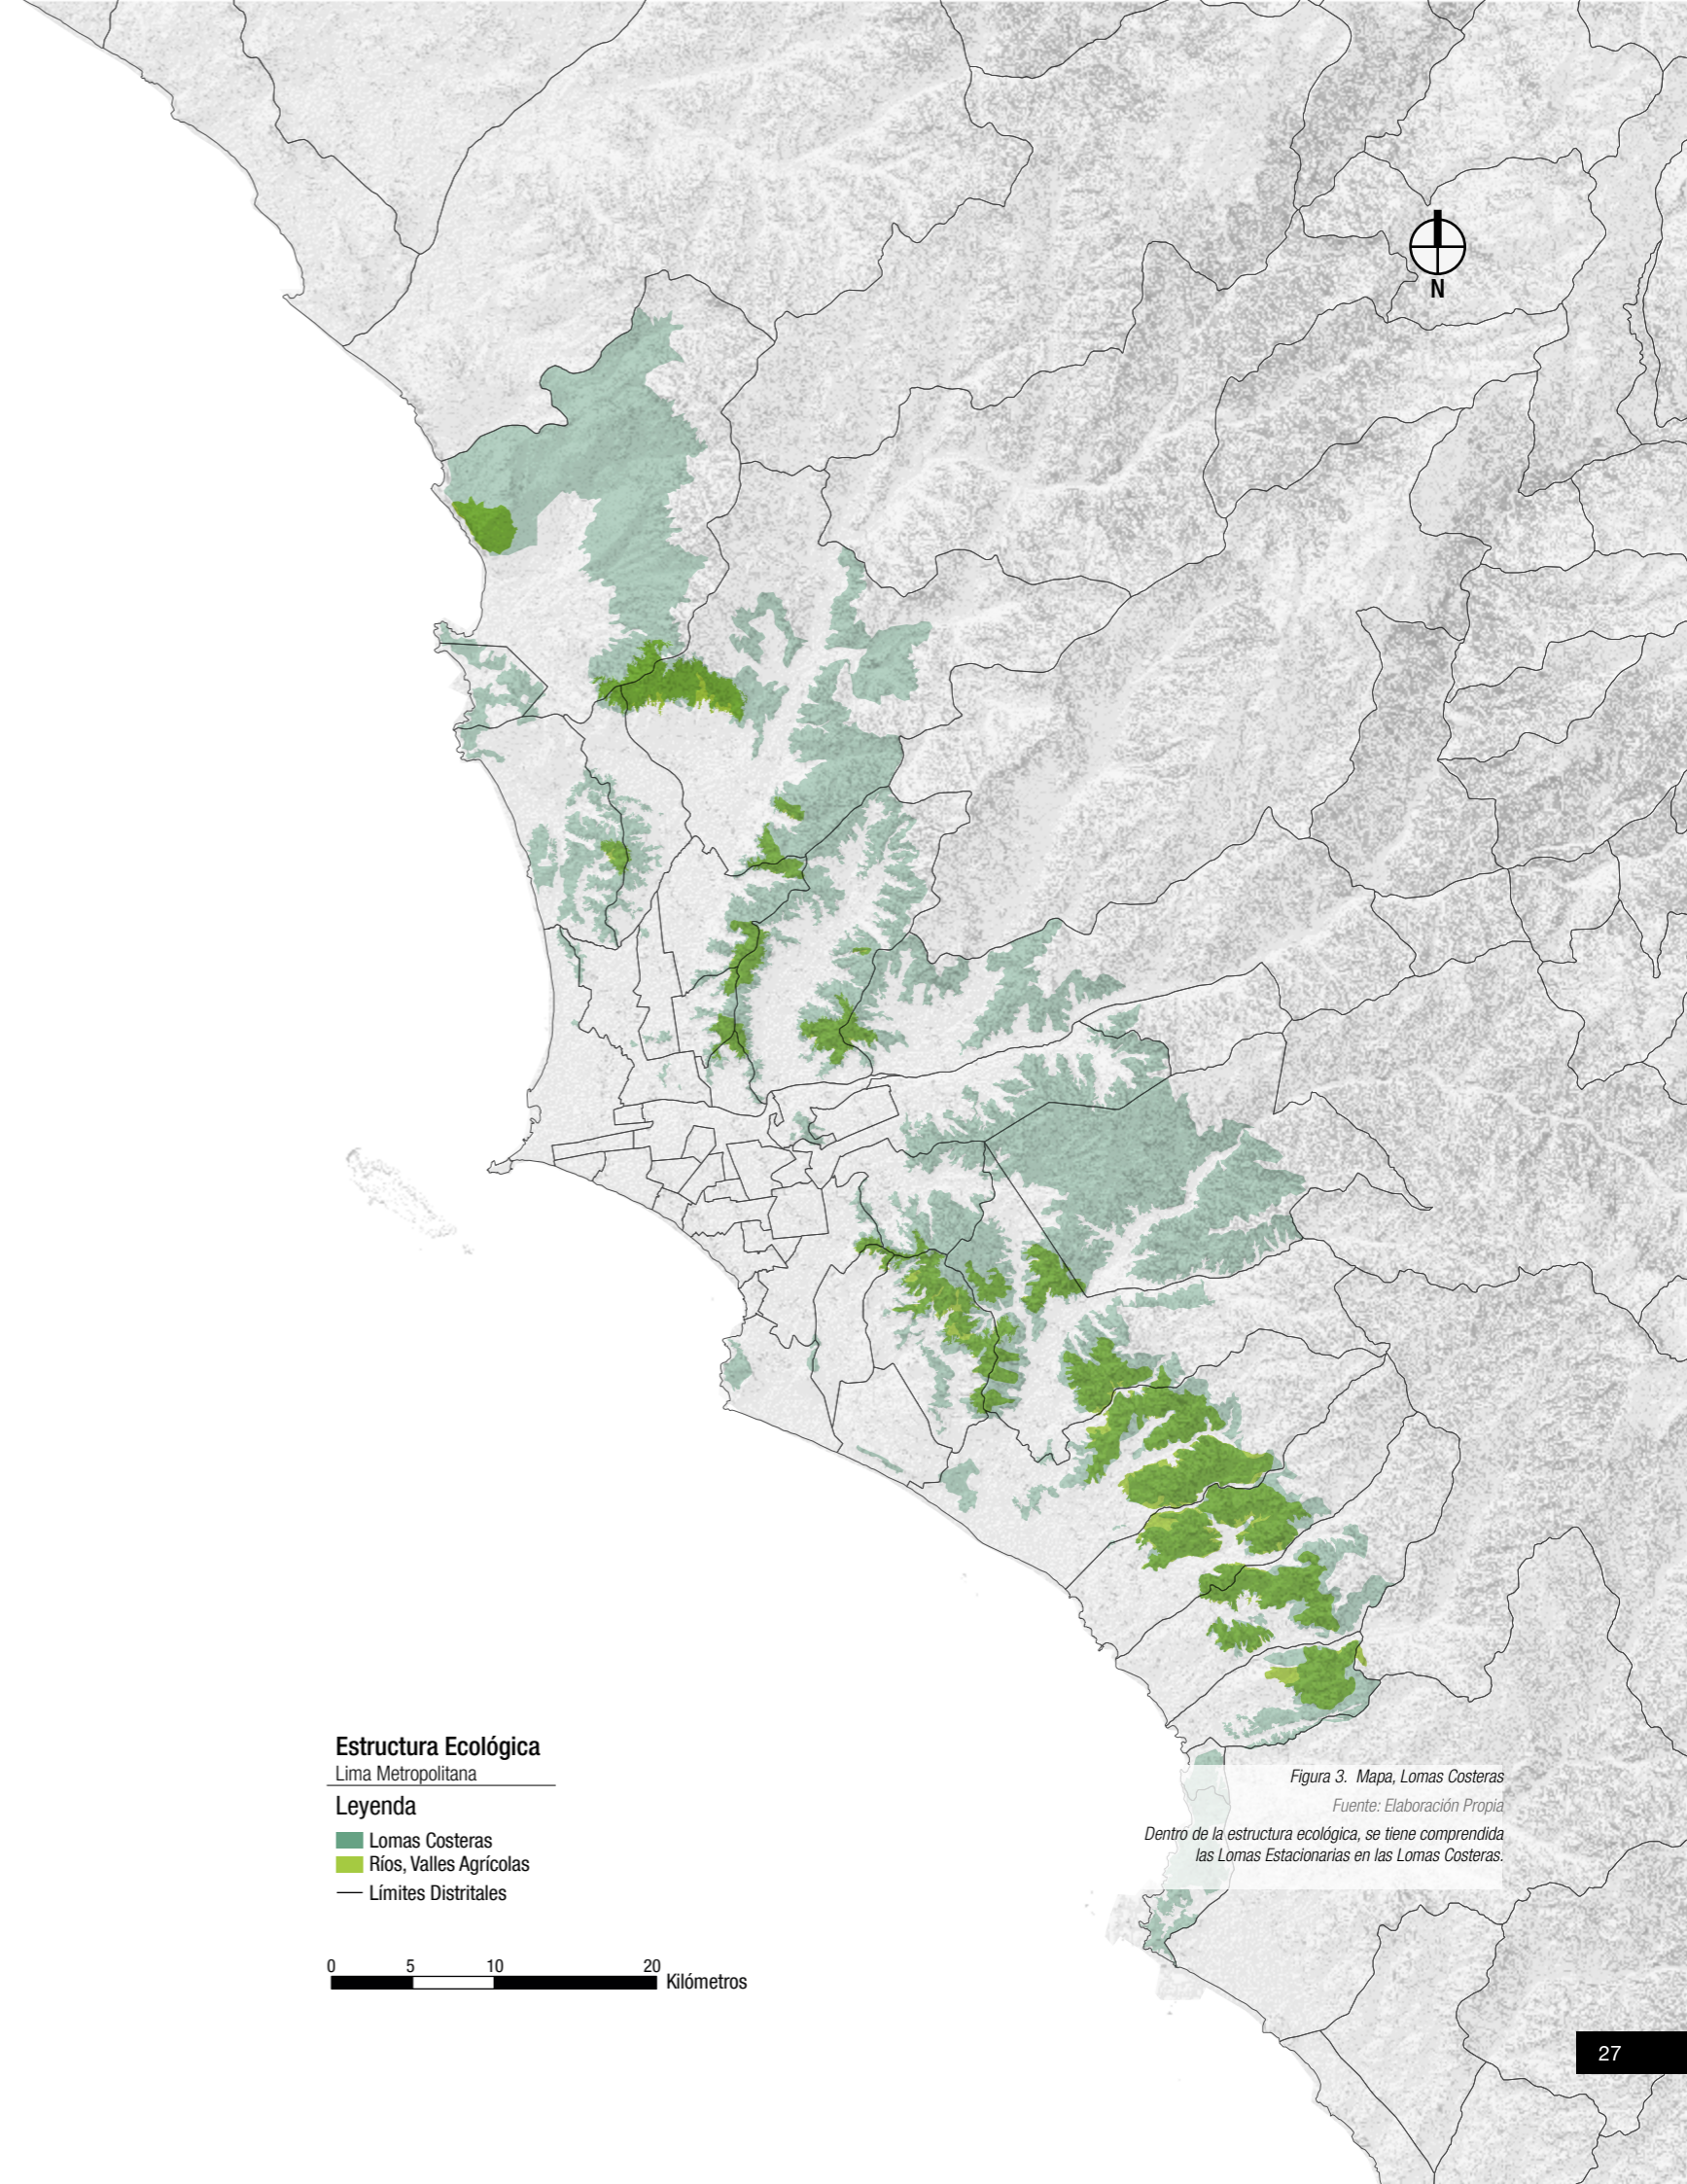 N
Estructura Ecológica
Lima Metropolitana
Leyenda
Lomas Costeras
Ríos, Valles Agrícolas
Límites Distritales
0 5 10 20
Kilómetros
Figura 3. Mapa, Lomas Costeras
Fuente: Elaboración Propia
Dentro de la estructura ecológica, se tiene comprendida
las Lomas Estacionarias en las Lomas Costeras.
27